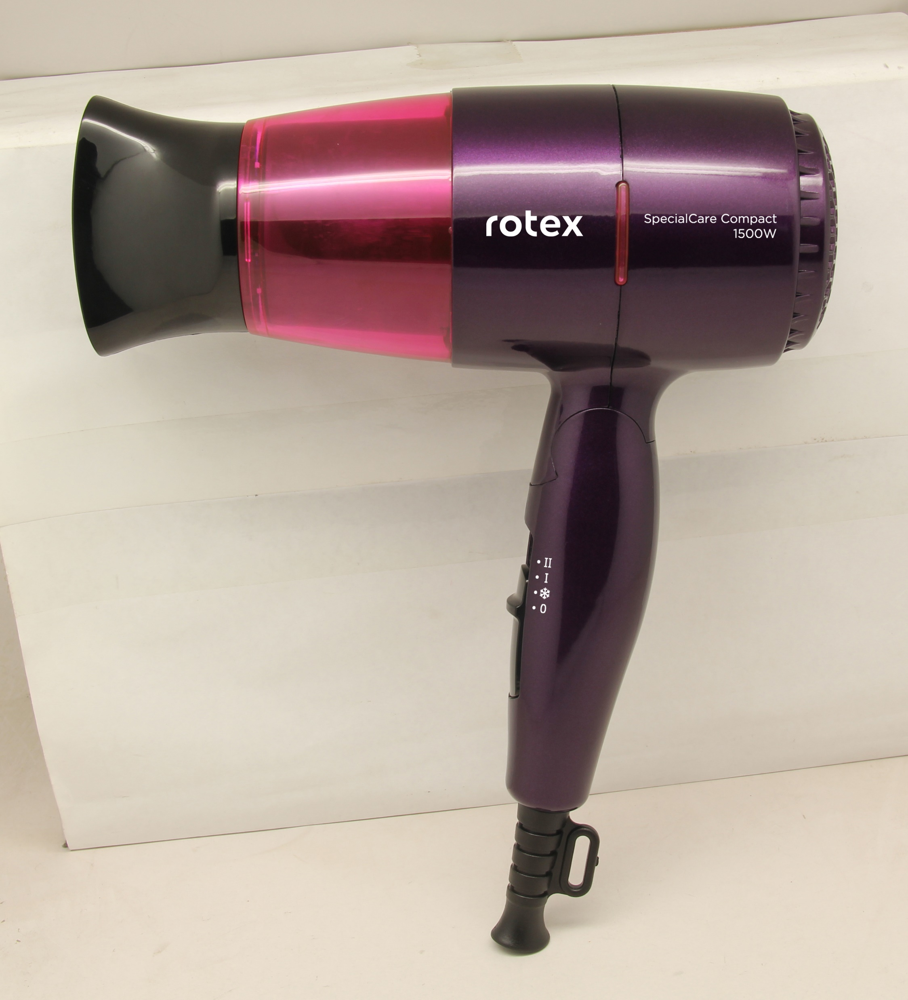 rotex
SpecialCare Compact
1500W
• II
• I
• ❄
• 0